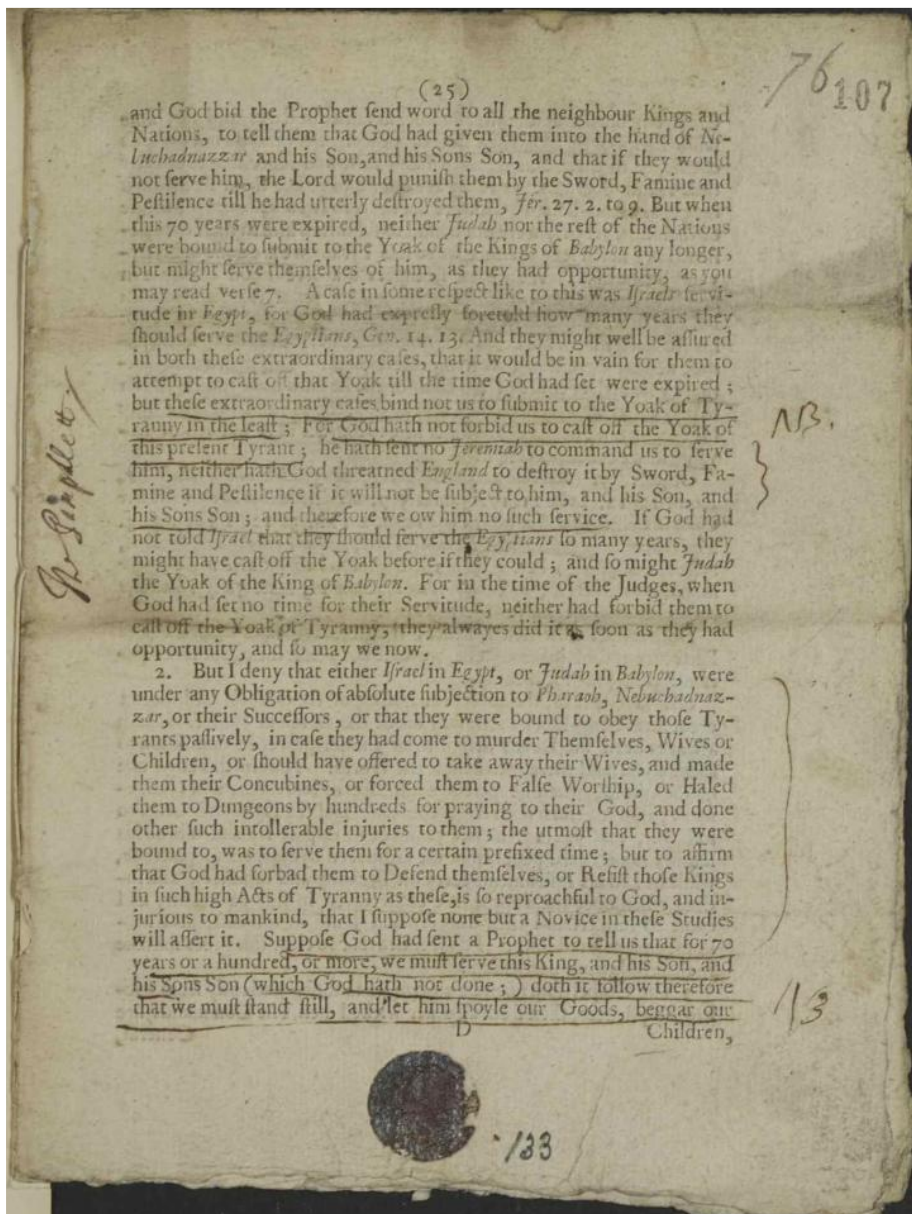 (25)
76
107
and God bid the Prophet ſend word to all the neighbour Kings and
Nations, to tell them that God had given them into the hand of Ne-
buchadnazzar and his Son, and his Sons Son, and that if they would
not ſerve him, the Lord would puniſh them by the Sword, Famine and
Peſtilence till he had utterly deſtroyed them, Jer. 27. 2. to 9. But when
this 70 years were expired, neither Judah nor the reſt of the Nations
were bound to ſubmit to the Yoak of the Kings of Babylon any longer,
but might ſerve themſelves of him, as they had opportunity, as you
may read verſe 7. A caſe in ſome reſpect like to this was Iſraels ſervi-
tude in Egypt, for God had expreſly foretold how many years they
ſhould ſerve the Egyptians, Gen. 14. 13. And they might well be aſſured
in both theſe extraordinary caſes, that it would be in vain for them to
attempt to caſt off that Yoak till the time God had ſet were expired;
but theſe extraordinary caſes bind not us to ſubmit to the Yoak of Ty-
ranny in the leaſt; For God hath not forbid us to caſt off the Yoak of
this preſent Tyrant; he hath ſent no Jeremiah to command us to ſerve
him, neither hath God threatned England to deſtroy it by Sword, Fa-
mine and Peſtilence if it will not be ſubject to him, and his Son, and
his Sons Son; and therefore we ow him no ſuch ſervice. If God had
not told Iſrael that they ſhould ſerve the Egyptians ſo many years, they
might have caſt off the Yoak before if they could; and ſo might Judah
the Yoak of the King of Babylon. For in the time of the Judges, when
God had ſet no time for their Servitude, neither had forbid them to
caſt off the Yoak of Tyranny, they alwayes did it as ſoon as they had
opportunity, and ſo may we now.
2. But I deny that either Iſrael in Egypt, or Judah in Babylon, were
under any Obligation of abſolute ſubjection to Pharaoh, Nebuchadnaz-
zar, or their Succeſſors, or that they were bound to obey thoſe Ty-
rants paſſively, in caſe they had come to murder Themſelves, Wives or
Children, or ſhould have offered to take away their Wives, and made
them their Concubines, or forced them to Falſe Worſhip, or Haled
them to Dungeons by hundreds for praying to their God, and done
other ſuch intollerable injuries to them; the utmoſt that they were
bound to, was to ſerve them for a certain prefixed time; but to affirm
that God had forbad them to Defend themſelves, or Reſiſt thoſe Kings
in ſuch high Acts of Tyranny as theſe, is ſo reproachful to God, and in-
jurious to mankind, that I ſuppoſe none but a Novice in theſe Studies
will aſſert it. Suppoſe God had ſent a Prophet to tell us that for 70
years or a hundred, or more, we muſt ſerve this King, and his Son, and
his Sons Son (which God hath not done;) doth it follow therefore
that we muſt ſtand ſtill, and let him ſpoyle our Goods, beggar our
D
Children,
NB.
133